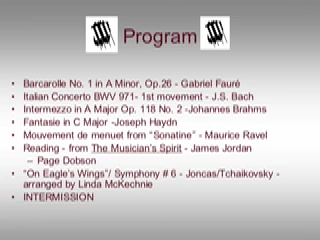 Program
• Barcarolle No. 1 in A Minor, Op.26 - Gabriel Fauré
• Italian Concerto BWV 971- 1st movement - J.S. Bach
• Intermezzo in A Major Op. 118 No. 2 -Johannes Brahms
• Fantasie in C Major -Joseph Haydn
• Mouvement de menuet from “Sonatine” - Maurice Ravel
• Reading - from The Musician's Spirit - James Jordan
– Page Dobson
• “On Eagle's Wings”/ Symphony # 6 - Joncas/Tchaikovsky -
arranged by Linda McKechnie
• INTERMISSION